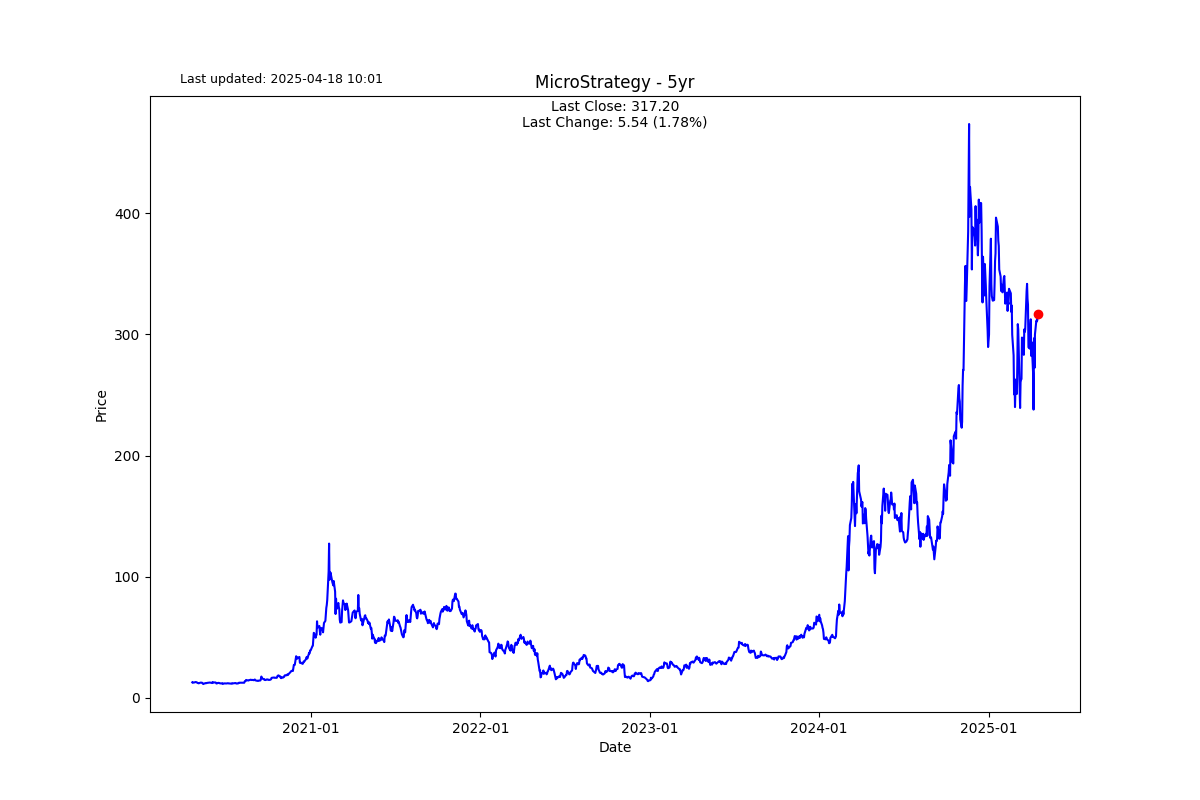 Last updated: 2025-04-18 10:01
MicroStrategy - 5yr
Last Close: 317.20
Last Change: 5.54 (1.78%)
400
300
200
100
0
Price
2021-01
2022-01
2023-01
2024-01
2025-01
Date